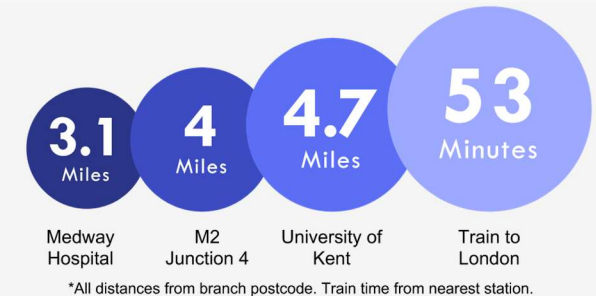 3.1
Miles
4
Miles
4.7
Miles
53
Minutes
Medway
Hospital
M2
Junction 4
University of
Kent
Train to
London
*All distances from branch postcode. Train time from nearest station.